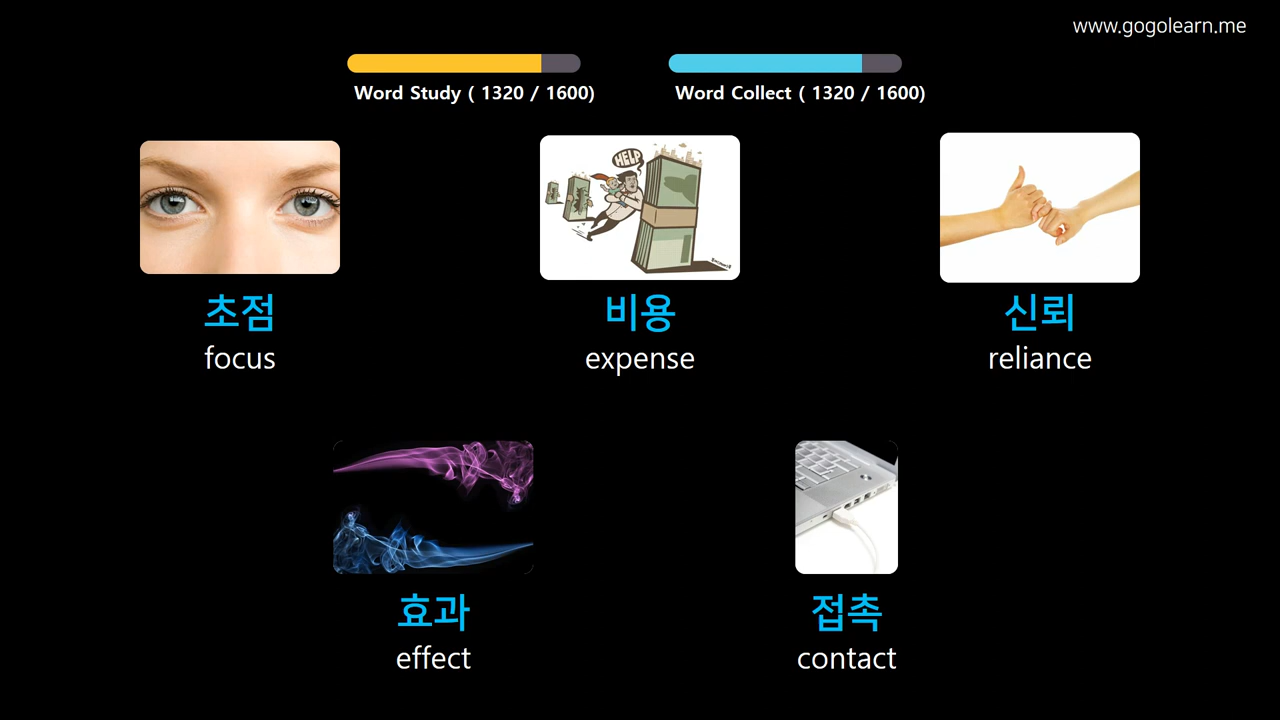 www.gogolearn.me
Word Study ( 1320 / 1600)
Word Collect ( 1320 / 1600)
HELP
초점
focus
비용
expense
신뢰
reliance
효과
effect
접촉
contact